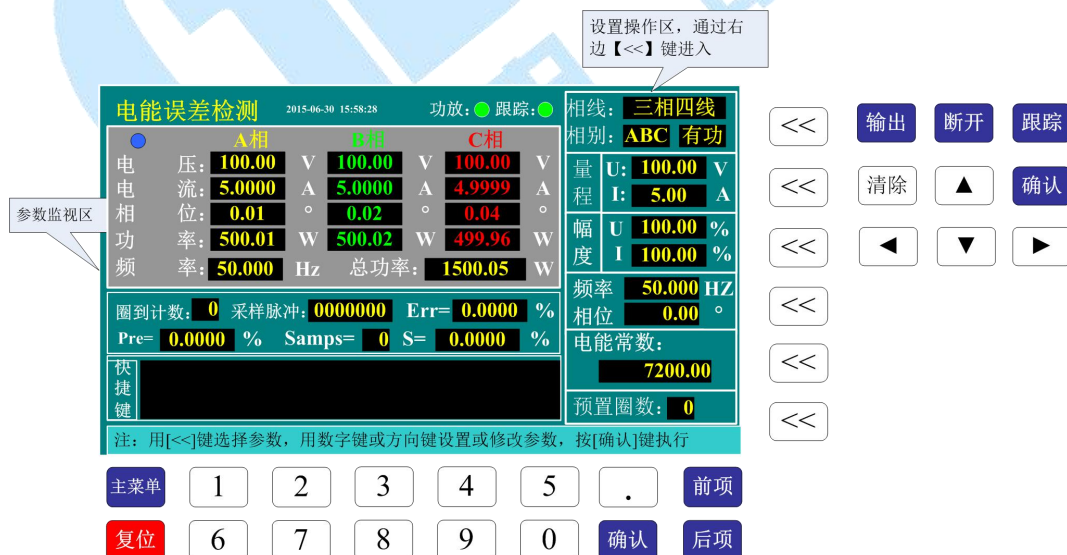 设置操作区，通过右
边【<<】键进入
电能误差检测 2015-06-30 15:58:28 功放: 跟踪:
A相 B相 C相
电 压: 100.00 V 100.00 V 100.00 V
电 流: 5.0000 A 5.0000 A 4.9999 A
相 位: 0.01 ° 0.02 ° 0.04 °
功 率: 500.01 W 500.02 W 499.96 W
频 率: 50.000 Hz 总功率: 1500.05 W
圈到计数: 0 采样脉冲: 0000000 Err= 0.0000 %
Pre= 0.0000 % Samps= 0 S= 0.0000 %
快
捷
键
相线: 三相四线
相别: ABC 有功
量 U: 100.00 V
程 I: 5.00 A
幅 U 100.00 %
度 I 100.00 %
频率 50.000 HZ
相位 0.00 °
电能常数:
7200.00
预置圈数: 0
注：用[<<]键选择参数，用数字键或方向键设置或修改参数，按[确认]键执行
参数监视区
<< 输出 断开 跟踪
<< 清除 ▲ 确认
<< ◄ ▼ ►
<<
<<
<<
主菜单 1 2 3 4 5 . 前项
复位 6 7 8 9 0 确认 后项